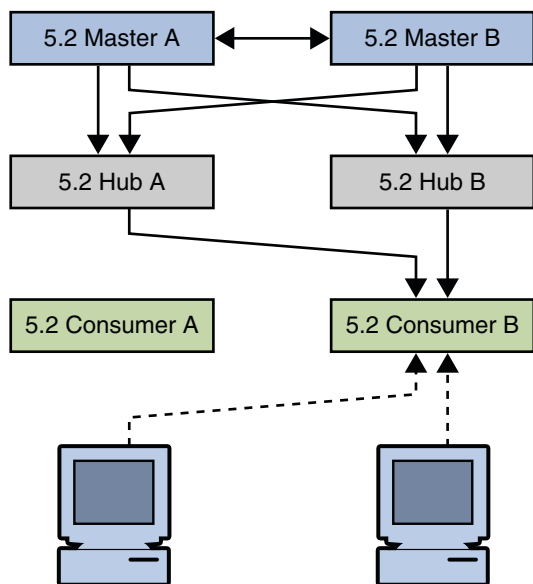 5.2 Master A
5.2 Master B
5.2 Hub A
5.2 Hub B
5.2 Consumer A
5.2 Consumer B